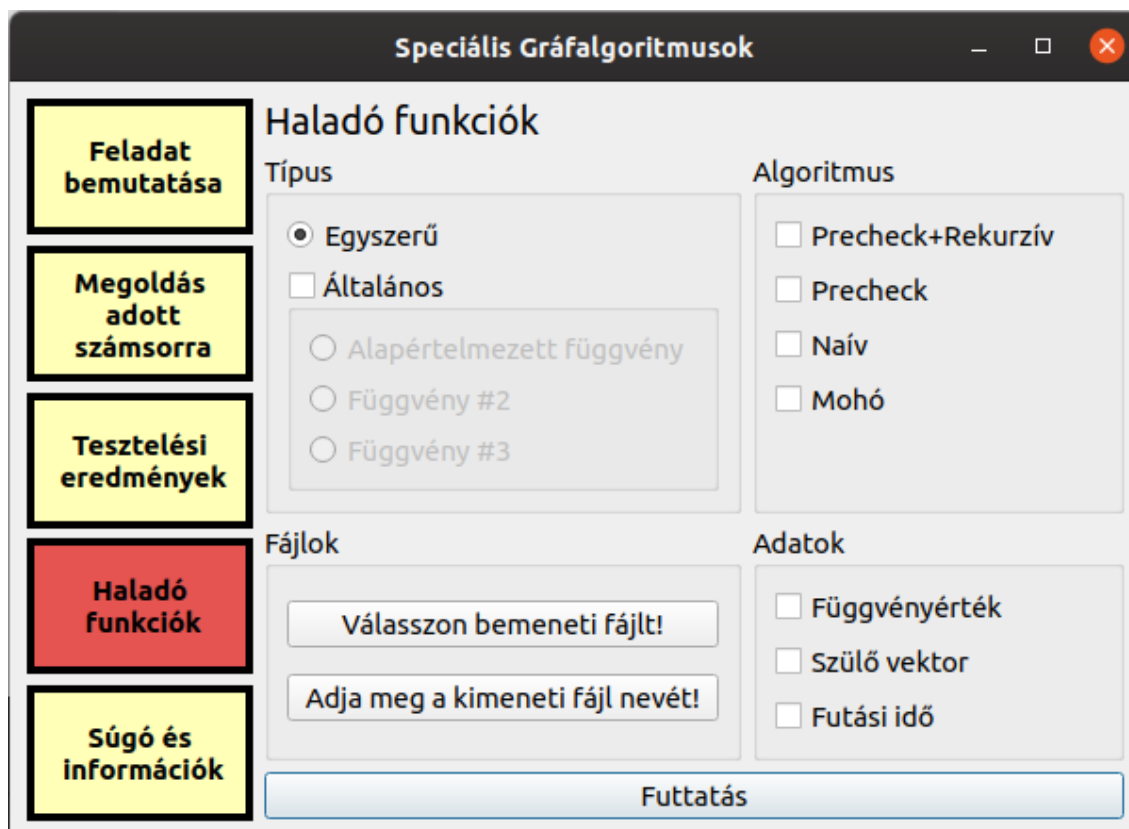 Speciális Gráfalgoritmusok
Feladat
bemutatása
Megoldás
adott
számsorra
Tesztelési
eredmények
Haladó
funkciók
Súgó és
információk
Haladó funkciók
Típus
Egyszerű
Általános
Alapértelmezett függvény
Függvény #2
Függvény #3
Algoritmus
Precheck+Rekurzív
Precheck
Naív
Mohó
Fájlok
Válasszon bemeneti fájlt!
Adja meg a kimeneti fájl nevét!
Adatok
Függvényérték
Szülő vektor
Futási idő
Futtatás